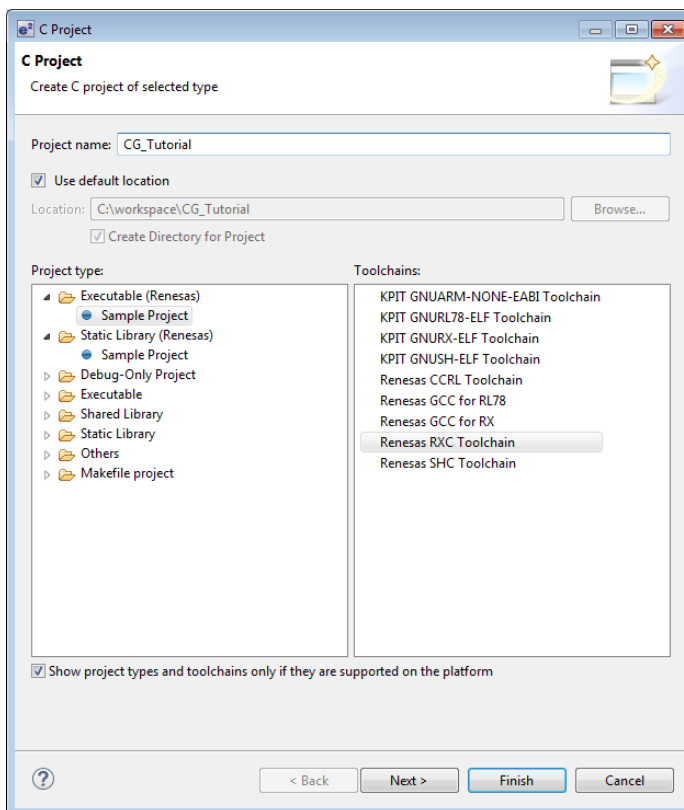 e² C Project
C Project
Create C project of selected type
Project name: CG_Tutorial
Use default location
Location: C:\workspace\CG_Tutorial Browse...
Create Directory for Project
Project type:
Executable (Renesas)
Sample Project
Static Library (Renesas)
Sample Project
Debug-Only Project
Executable
Shared Library
Static Library
Others
Makefile project
Toolchains:
KPIT GNUARM-NONE-EABI Toolchain
KPIT GNURL78-ELF Toolchain
KPIT GNURX-ELF Toolchain
KPIT GNUSH-ELF Toolchain
Renesas CCRL Toolchain
Renesas GCC for RL78
Renesas GCC for RX
Renesas RXC Toolchain
Renesas SHC Toolchain
Show project types and toolchains only if they are supported on the platform
? < Back Next > Finish Cancel